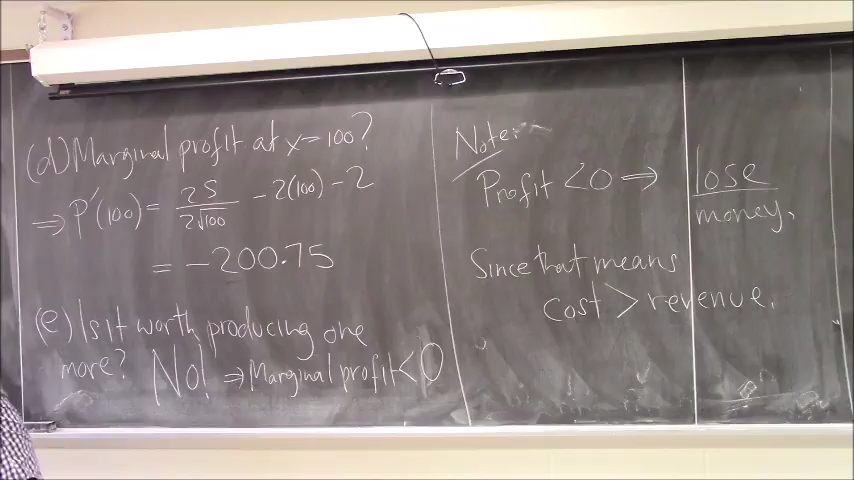 (d) Marginal profit at x=100?
⇒ P'(100) = 25/(2√100) - 2(100) - 2
= -200.75
(e) Is it worth producing one
more? No! ⇒ Marginal profit < 0
Note:
Profit < 0 ⇒ lose
money.
Since that means
cost > revenue.